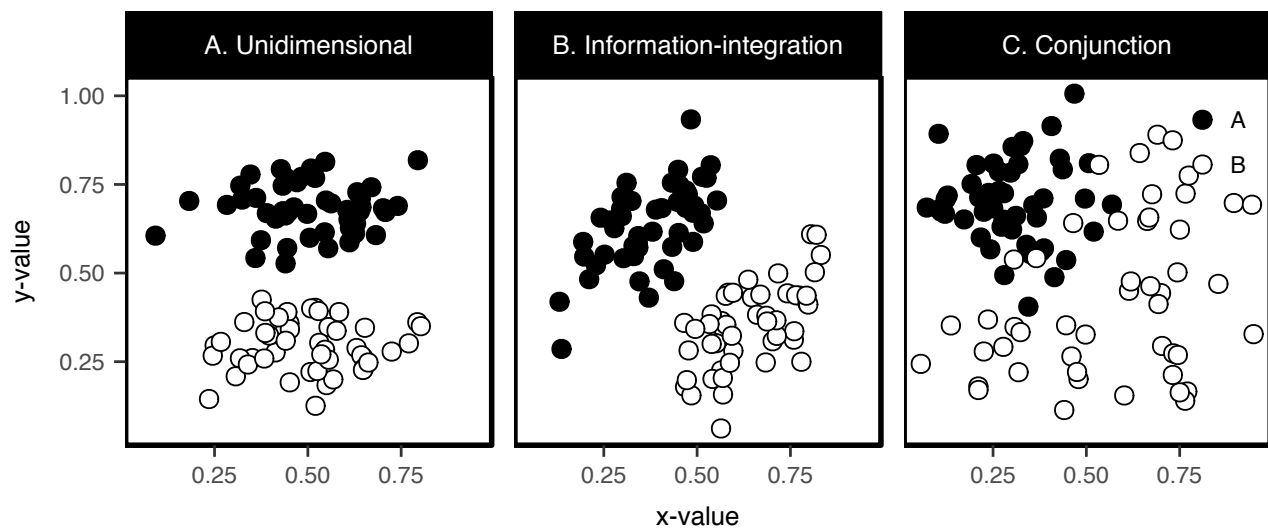 A. Unidimensional
B. Information-integration
C. Conjunction
y-value
1.00
0.75
0.50
0.25
A
B
0.25 0.50 0.75
0.25 0.50 0.75
0.25 0.50 0.75
x-value